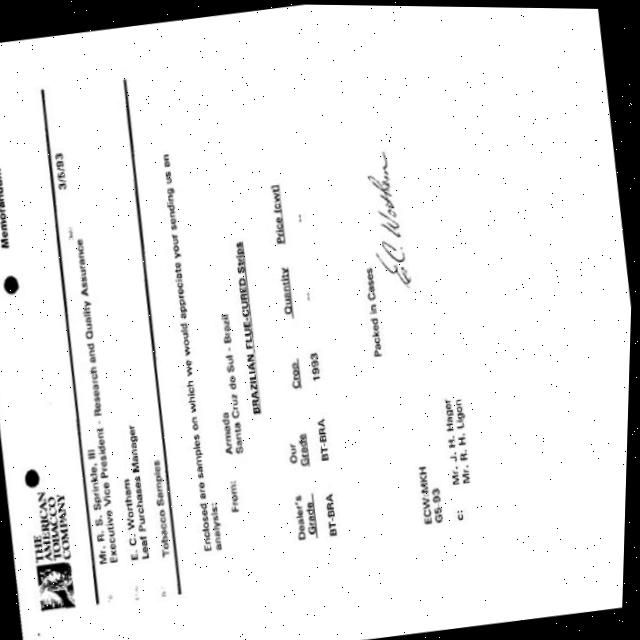 THE
AMERICAN
TOBACCO
COMPANY
3/5/93
Mr. R. S. Sprinkle, III
Executive Vice President - Research and Quality Assurance
E. C. Wortham
Leaf Purchases Manager
Tobacco Samples
Enclosed are samples on which we would appreciate your sending us an
analysis:
From: Armada
Santa Cruz do Sul - Brazil
BRAZILIAN FLUE-CURED Strips
Dealer's Grade Our Grade Crop Quantity Price (cwt)
BT-BRA BT-BRA 1993 -- --
Packed in Cases
E.C. Wortham
ECW:MKH
G5-93
c: Mr. J. H. Hager
Mr. R. H. Ligon